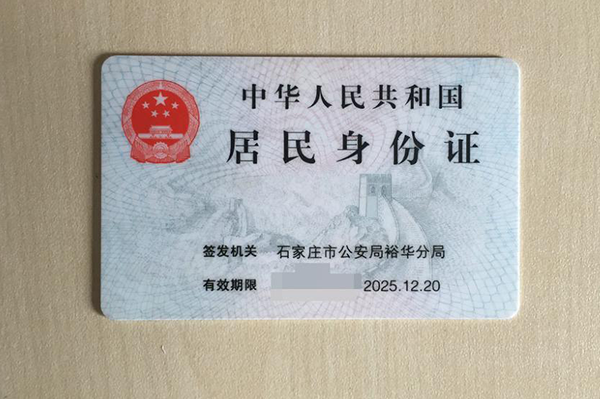 中华人民共和国
居民身份证
签发机关 石家庄市公安局裕华分局
有效期限 2025.12.20